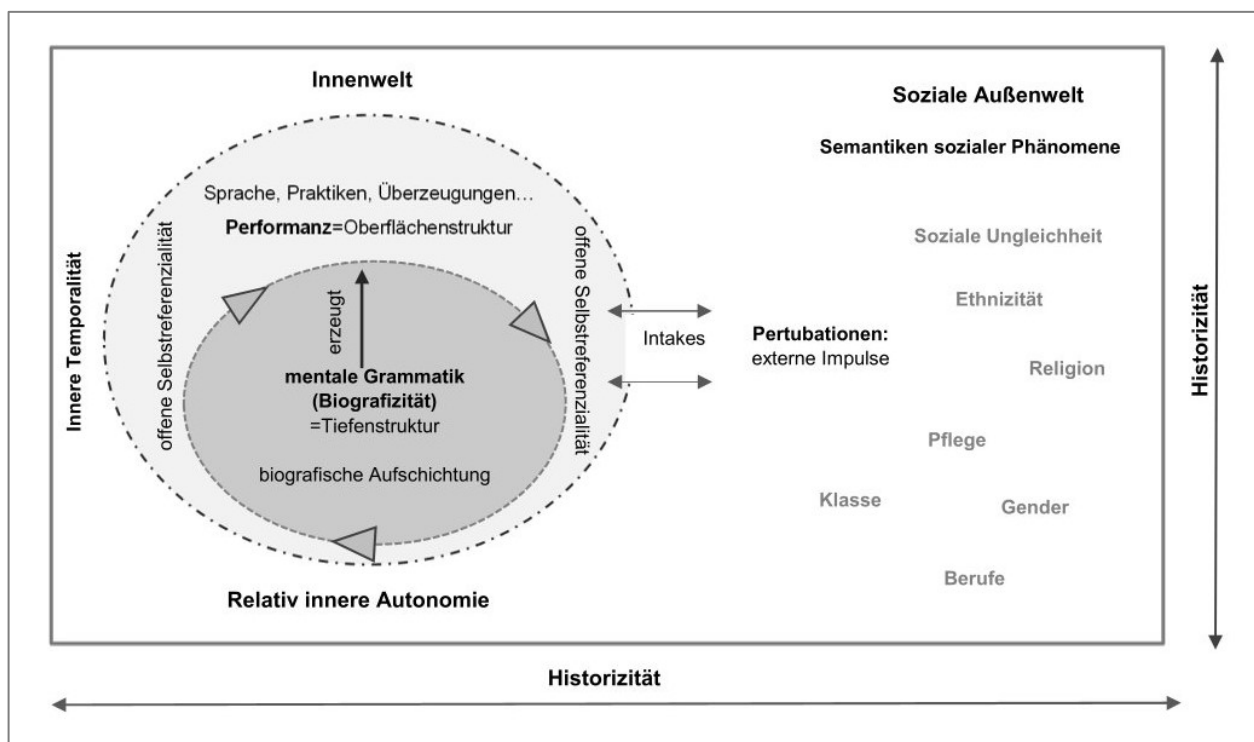 Innenwelt
Sprache, Praktiken, Überzeugungen…
Performanz=Oberflächenstruktur
Innere Temporalität
offene Selbstreferenzialität
offene Selbstreferenzialität
erzeugt
mentale Grammatik
(Biografizität)
=Tiefenstruktur
biografische Aufschichtung
Relativ innere Autonomie
Intakes
Pertubationen:
externe Impulse
Soziale Außenwelt
Semantiken sozialer Phänomene
Soziale Ungleichheit
Ethnizität
Religion
Pflege
Klasse
Gender
Berufe
Historizität
Historizität